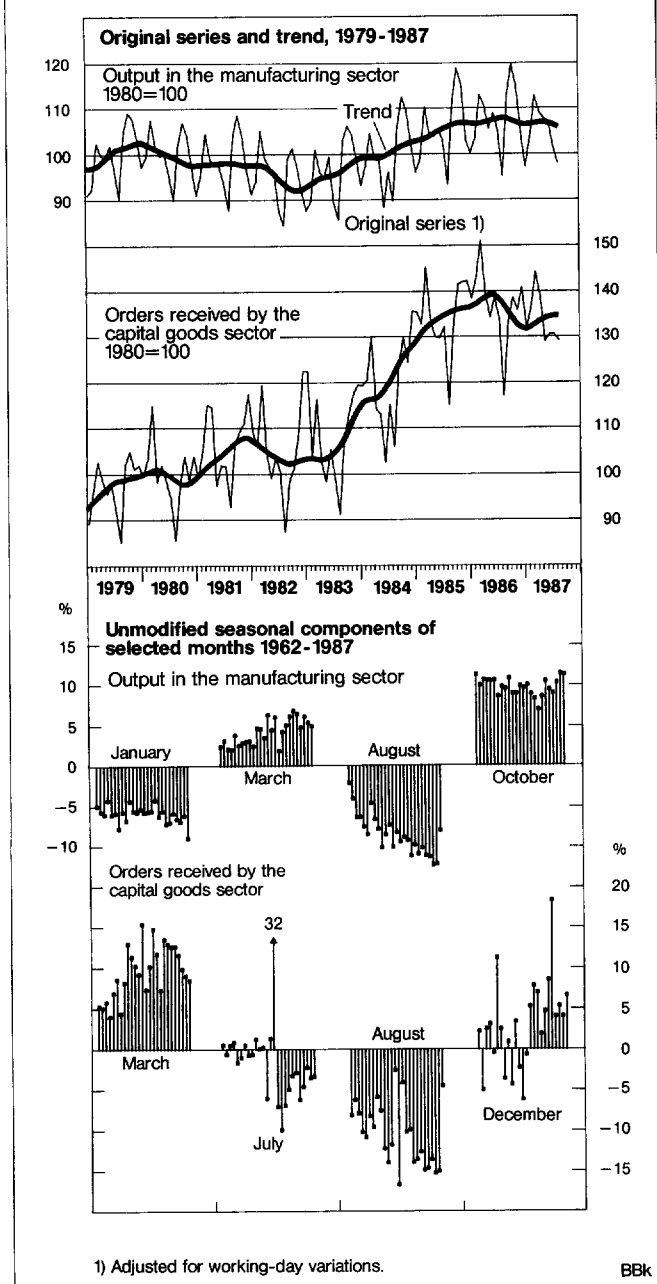 Original series and trend, 1979-1987
120
Output in the manufacturing sector
1980=100
110
Trend
100
90
Original series 1)
150
140
Orders received by the
capital goods sector
1980=100
130
120
110
100
90
1979 1980 1981 1982 1983 1984 1985 1986 1987
%
Unmodified seasonal components of
selected months 1962-1987
15
Output in the manufacturing sector
10
5
January
August
0
March
October
−5
−10
%
Orders received by the
capital goods sector
20
32
15
10
5
August
0
March
December
−5
July
−10
−15
1) Adjusted for working-day variations.
BBk